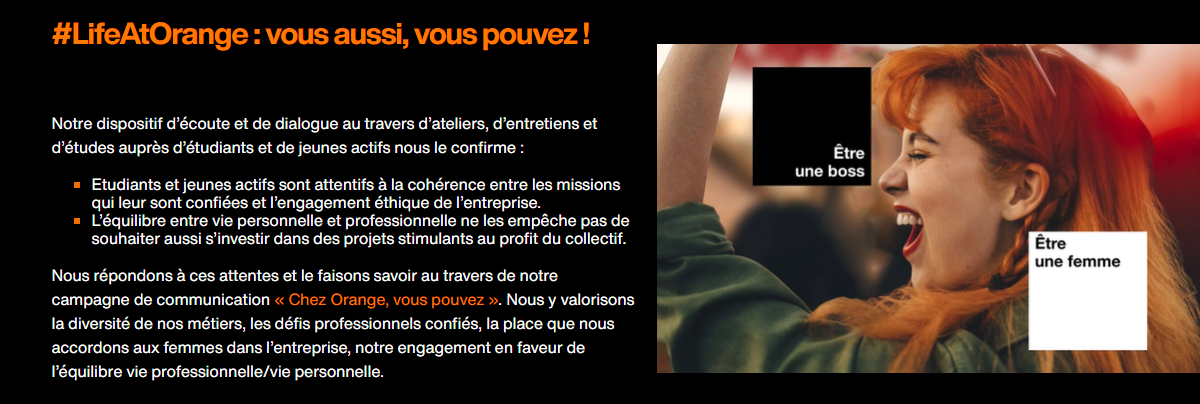 #LifeAtOrange : vous aussi, vous pouvez !
Notre dispositif d’écoute et de dialogue au travers d’ateliers, d’entretiens et
d’études auprès d’étudiants et de jeunes actifs nous le confirme :
Etudiants et jeunes actifs sont attentifs à la cohérence entre les missions
qui leur sont confiées et l’engagement éthique de l’entreprise.
L’équilibre entre vie personnelle et professionnelle ne les empêche pas de
souhaiter aussi s’investir dans des projets stimulants au profit du collectif.
Nous répondons à ces attentes et le faisons savoir au travers de notre
campagne de communication « Chez Orange, vous pouvez ». Nous y valorisons
la diversité de nos métiers, les défis professionnels confiés, la place que nous
accordons aux femmes dans l’entreprise, notre engagement en faveur de
l’équilibre vie professionnelle/vie personnelle.
Être
une boss
Être
une femme